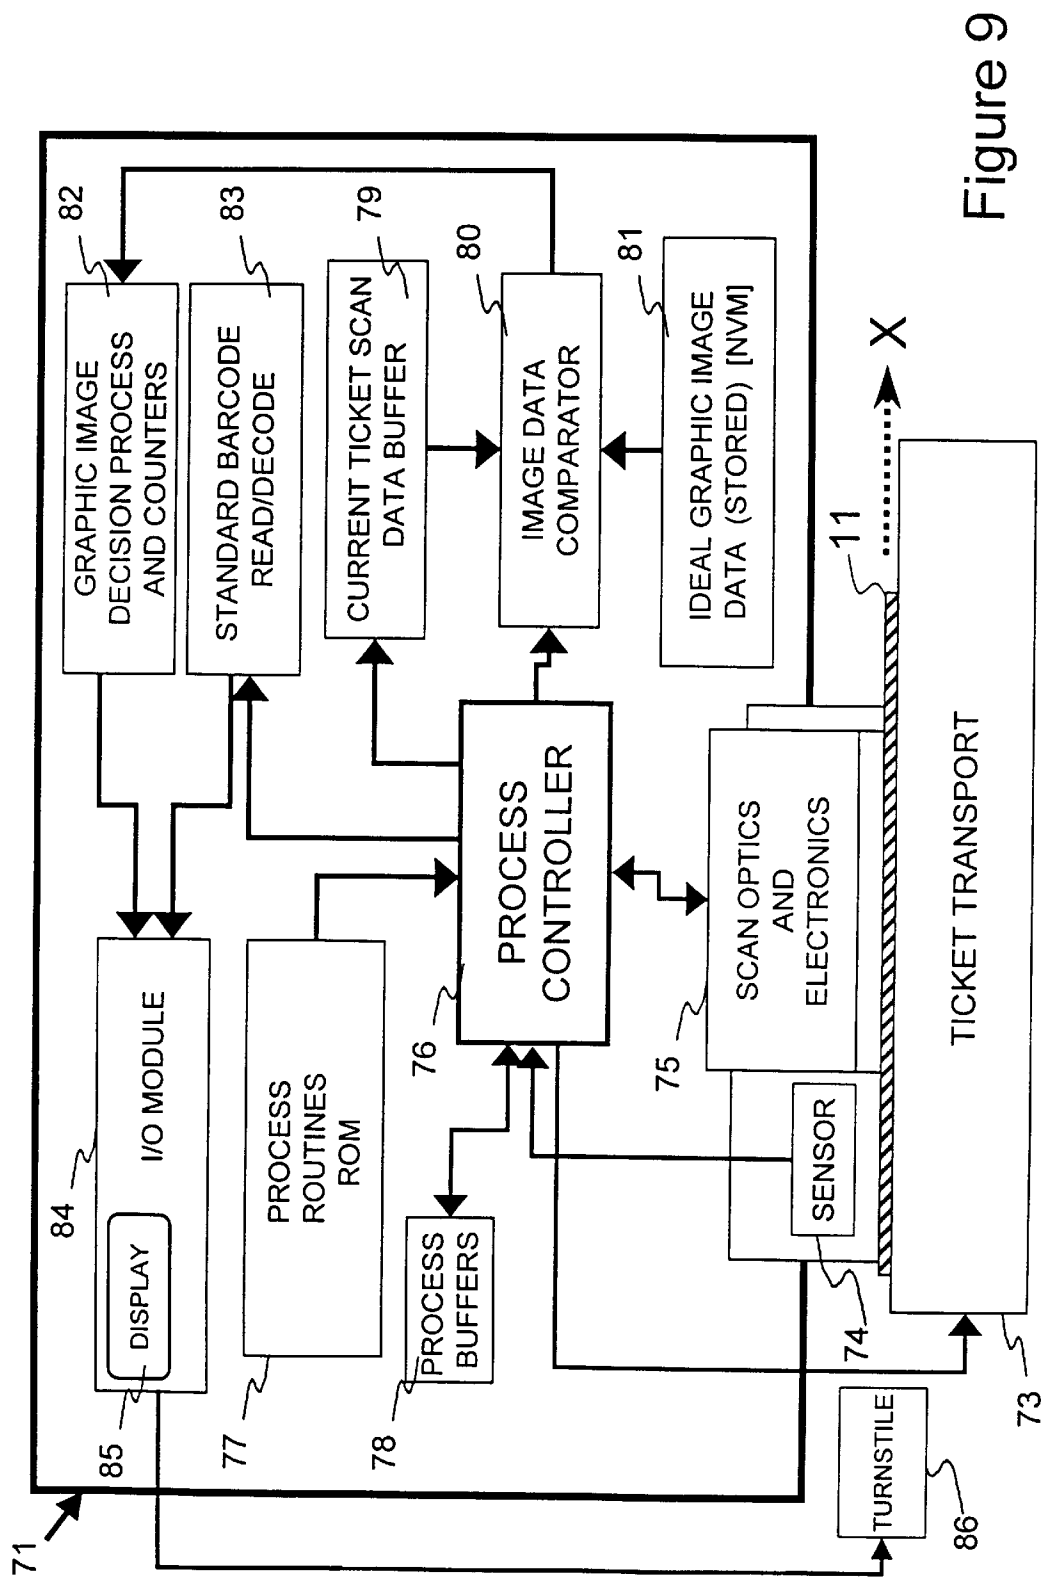 71
84
I/O MODULE
85
DISPLAY
82
GRAPHIC IMAGE
DECISION PROCESS
AND COUNTERS
83
STANDARD BARCODE
READ/DECODE
77
PROCESS
ROUTINES
ROM
79
CURRENT TICKET SCAN
DATA BUFFER
78
PROCESS
BUFFERS
76
PROCESS
CONTROLLER
80
IMAGE DATA
COMPARATOR
81
IDEAL GRAPHIC IMAGE
DATA (STORED) [NVM]
75
SCAN OPTICS
AND
ELECTRONICS
74
SENSOR
11
X
86
TURNSTILE
73
TICKET TRANSPORT
Figure 9